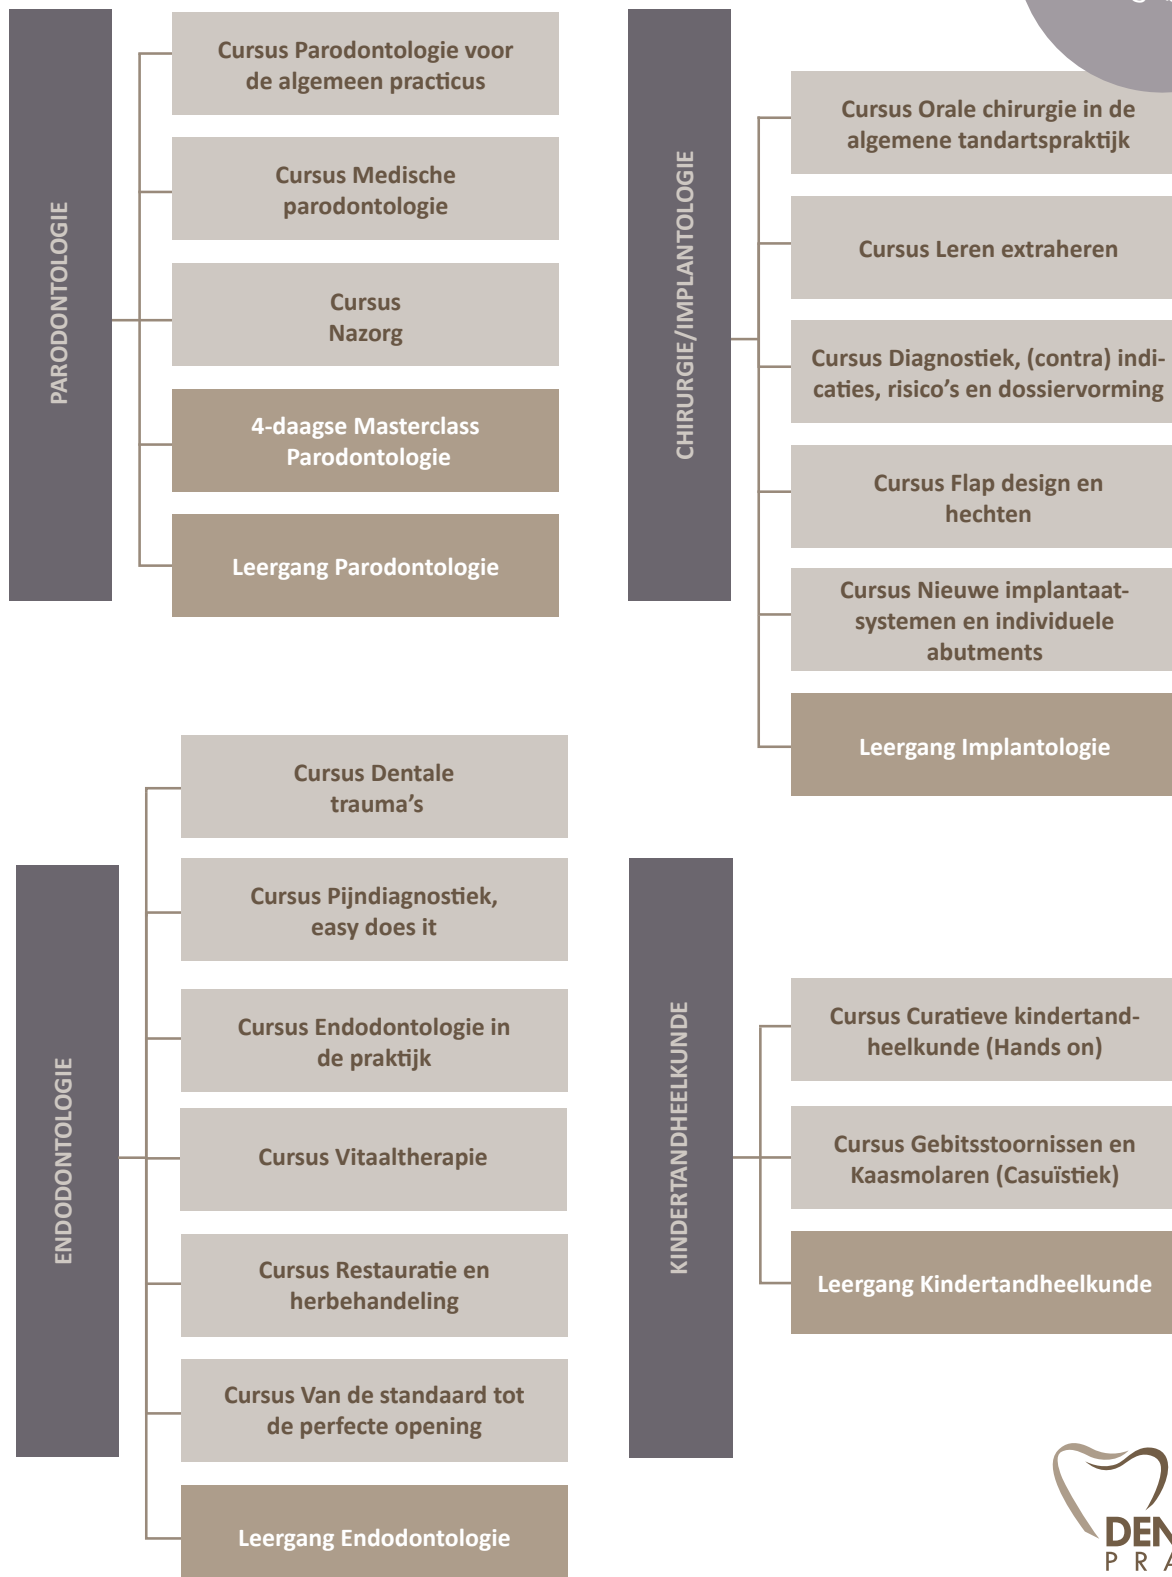 PARODONTOLOGIE
Cursus Parodontologie voor
de algemeen practicus
Cursus Medische
parodontologie
Cursus
Nazorg
4-daagse Masterclass
Parodontologie
Leergang Parodontologie
CHIRURGIE/IMPLANTOLOGIE
Cursus Orale chirurgie in de
algemene tandartspraktijk
Cursus Leren extraheren
Cursus Diagnostiek, (contra) indi-
caties, risico’s en dossiervorming
Cursus Flap design en
hechten
Cursus Nieuwe implantaat-
systemen en individuele
abutments
Leergang Implantologie
ENDODONTOLOGIE
Cursus Dentale
trauma’s
Cursus Pijndiagnostiek,
easy does it
Cursus Endodontologie in
de praktijk
Cursus Vitaaltherapie
Cursus Restauratie en
herbehandeling
Cursus Van de standaard tot
de perfecte opening
Leergang Endodontologie
KINDERTANDHEELKUNDE
Cursus Curatieve kindertand-
heelkunde (Hands on)
Cursus Gebitsstoornissen en
Kaasmolaren (Casuïstiek)
Leergang Kindertandheelkunde
DEN
PRA